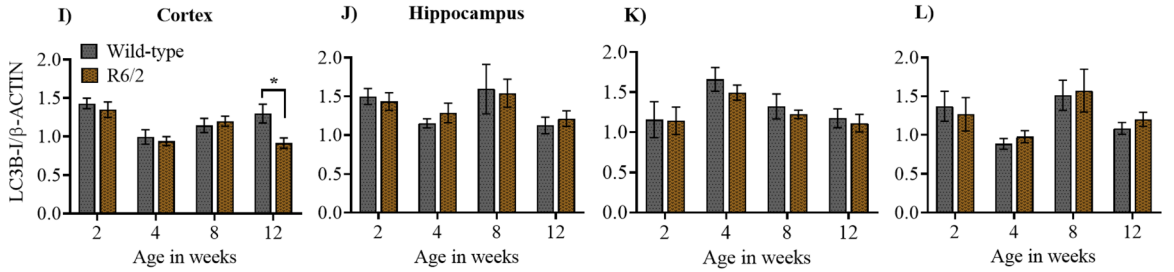 I) Cortex
J) Hippocampus
K)
L)
Wild-type
R6/2
*
LC3B-I/β-ACTIN
2.0
1.5
1.0
0.5
0.0
2 4 8 12
Age in weeks
2.0
1.5
1.0
0.5
0.0
2 4 8 12
Age in weeks
2.0
1.5
1.0
0.5
0.0
2 4 8 12
Age in weeks
2.0
1.5
1.0
0.5
0.0
2 4 8 12
Age in weeks